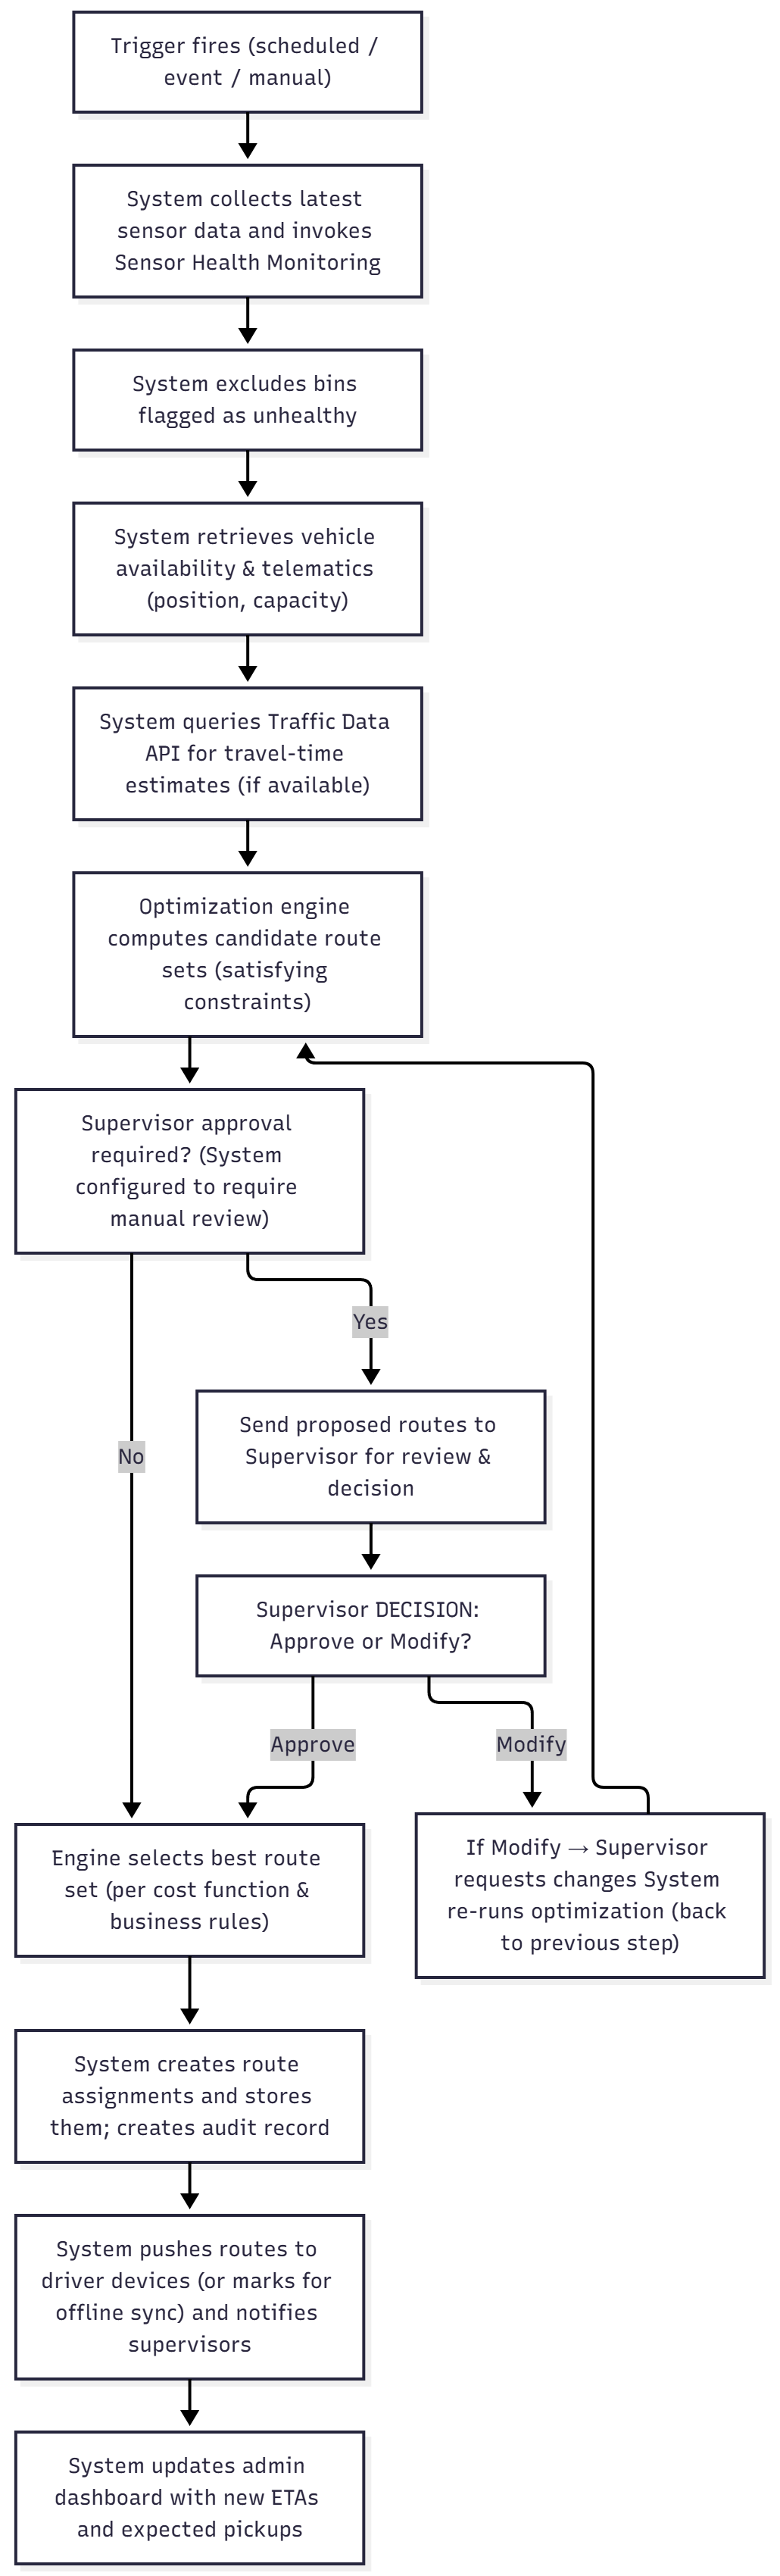 Trigger fires (scheduled /
event / manual)
System collects latest
sensor data and invokes
Sensor Health Monitoring
System excludes bins
flagged as unhealthy
System retrieves vehicle
availability & telematics
(position, capacity)
System queries Traffic Data
API for travel-time
estimates (if available)
Optimization engine
computes candidate route
sets (satisfying
constraints)
Supervisor approval
required? (System
configured to require
manual review)
Yes
Send proposed routes to
Supervisor for review &
decision
No
Supervisor DECISION:
Approve or Modify?
Approve
Modify
Engine selects best route
set (per cost function &
business rules)
If Modify → Supervisor
requests changes System
re-runs optimization (back
to previous step)
System creates route
assignments and stores
them; creates audit record
System pushes routes to
driver devices (or marks for
offline sync) and notifies
supervisors
System updates admin
dashboard with new ETAs
and expected pickups